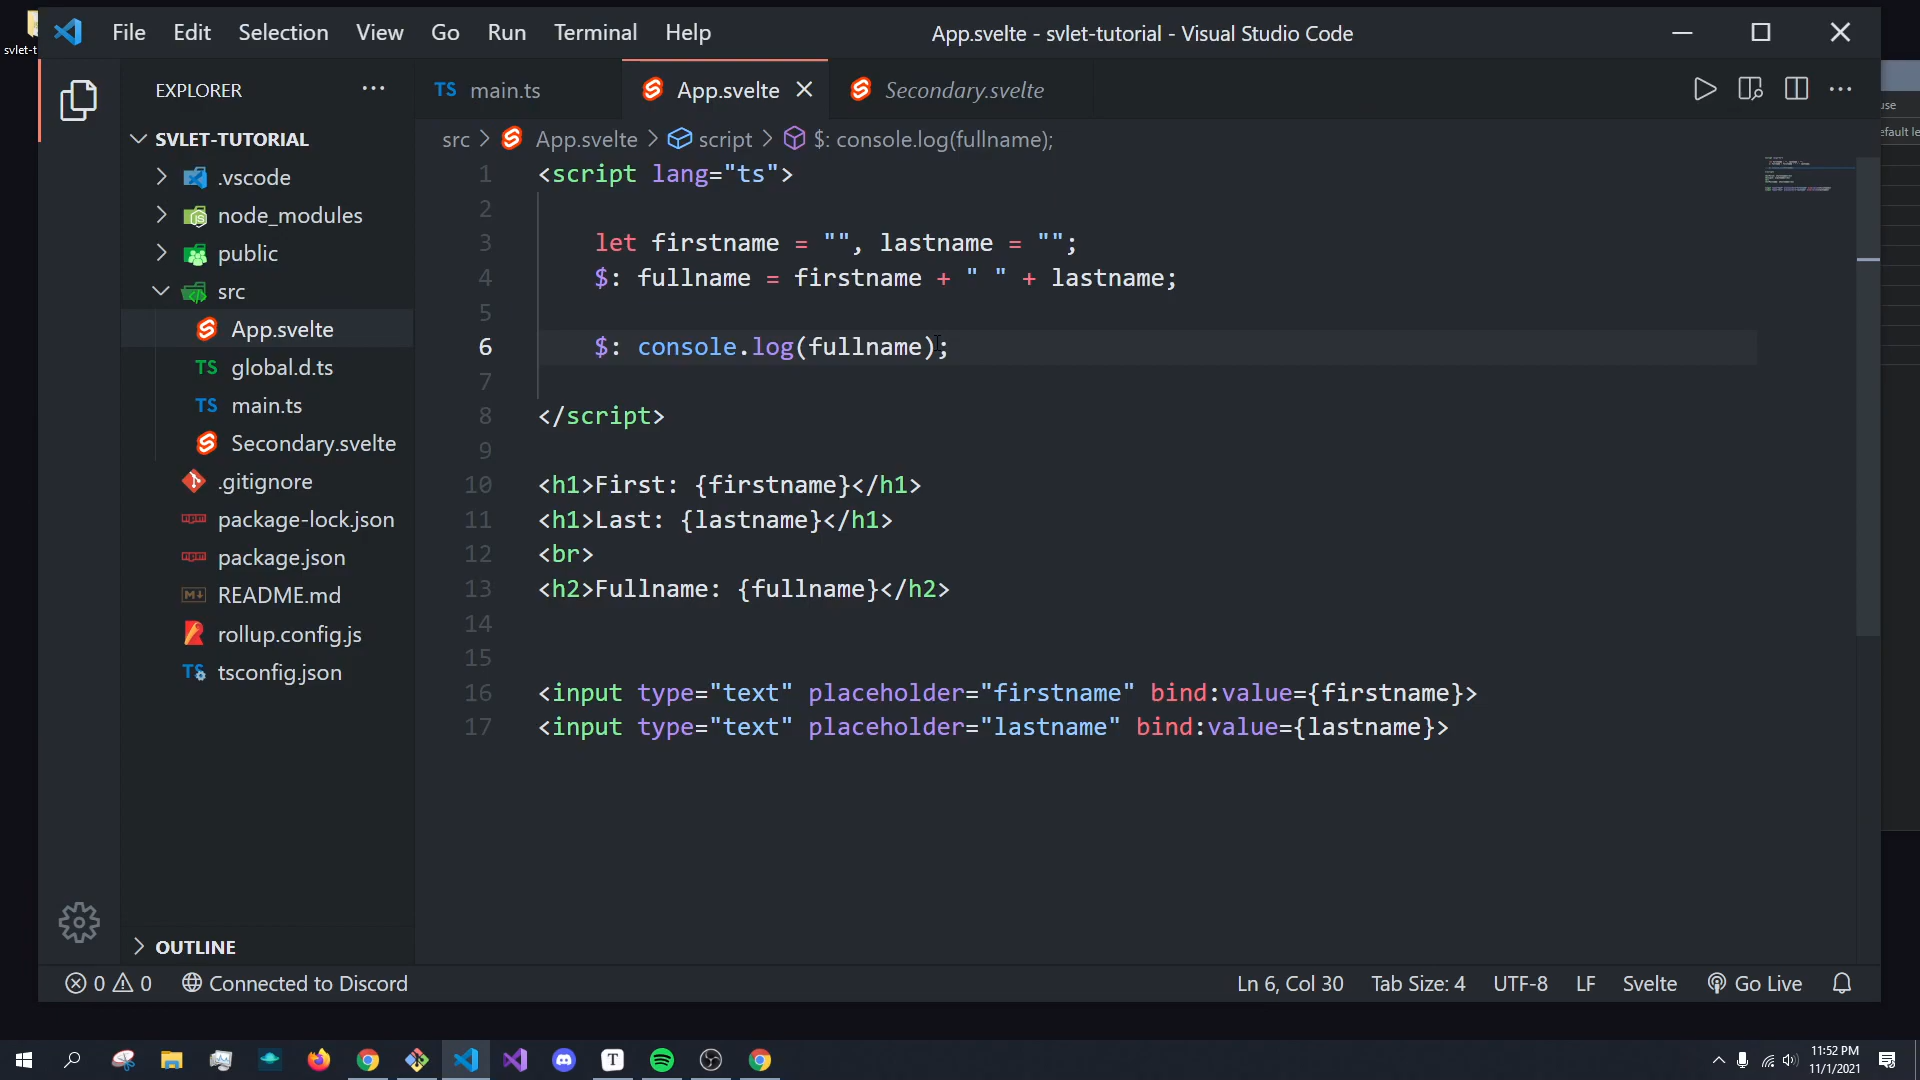 svlet-t
File Edit Selection View Go Run Terminal Help
App.svelte - svlet-tutorial - Visual Studio Code
EXPLORER
TS main.ts
App.svelte
Secondary.svelte
src > App.svelte > script > $: console.log(fullname);
SVLET-TUTORIAL
.vscode
node_modules
public
src
App.svelte
TS global.d.ts
TS main.ts
Secondary.svelte
.gitignore
package-lock.json
package.json
README.md
rollup.config.js
TS tsconfig.json
OUTLINE
1 <script lang="ts">
2
3 let firstname = "", lastname = "";
4 $: fullname = firstname + " " + lastname;
5
6 $: console.log(fullname);
7
8 </script>
9
10 <h1>First: {firstname}</h1>
11 <h1>Last: {lastname}</h1>
12 <br>
13 <h2>Fullname: {fullname}</h2>
14
15
16 <input type="text" placeholder="firstname" bind:value={firstname}>
17 <input type="text" placeholder="lastname" bind:value={lastname}>
use
efault le
0 0 Connected to Discord
Ln 6, Col 30 Tab Size: 4 UTF-8 LF Svelte Go Live
T
11:52 PM
11/1/2021